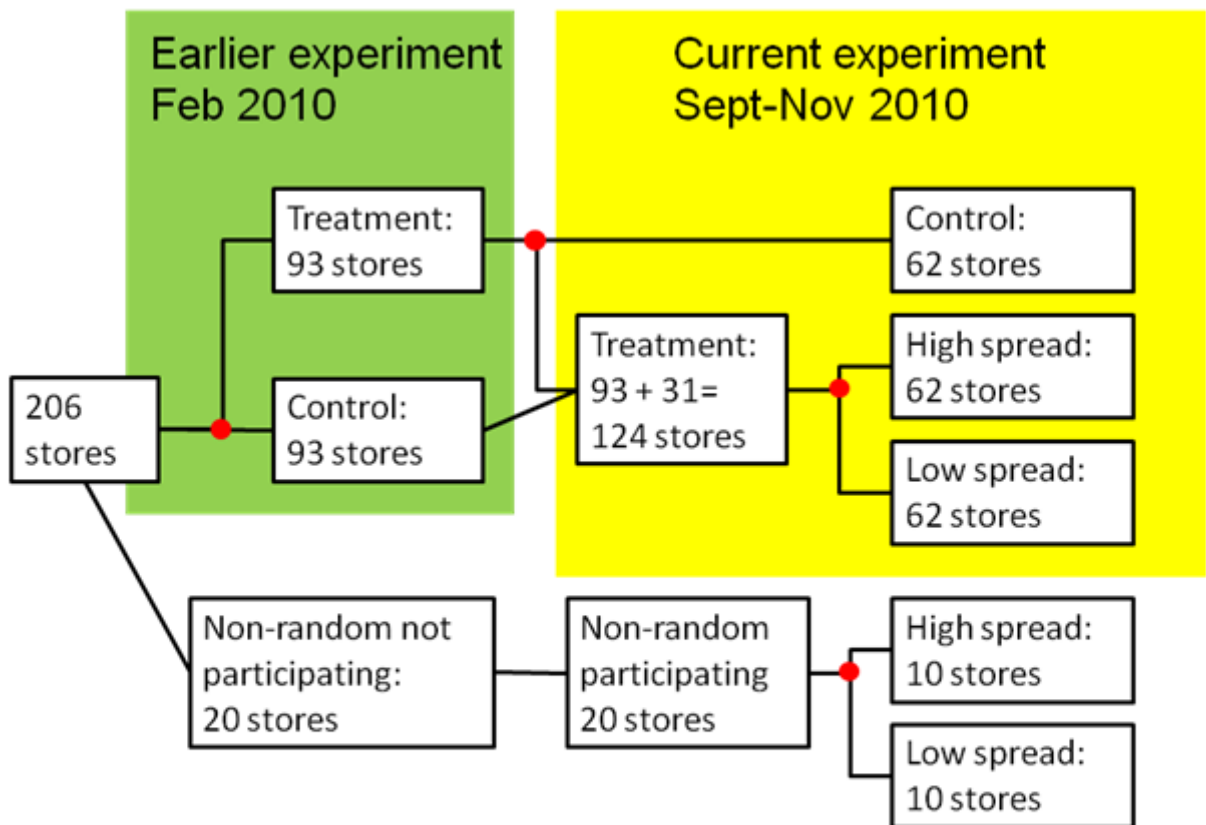 Earlier experiment
Feb 2010
Current experiment
Sept-Nov 2010
206
stores
Treatment:
93 stores
Control:
93 stores
Treatment:
93 + 31=
124 stores
Control:
62 stores
High spread:
62 stores
Low spread:
62 stores
Non-random not
participating:
20 stores
Non-random
participating
20 stores
High spread:
10 stores
Low spread:
10 stores